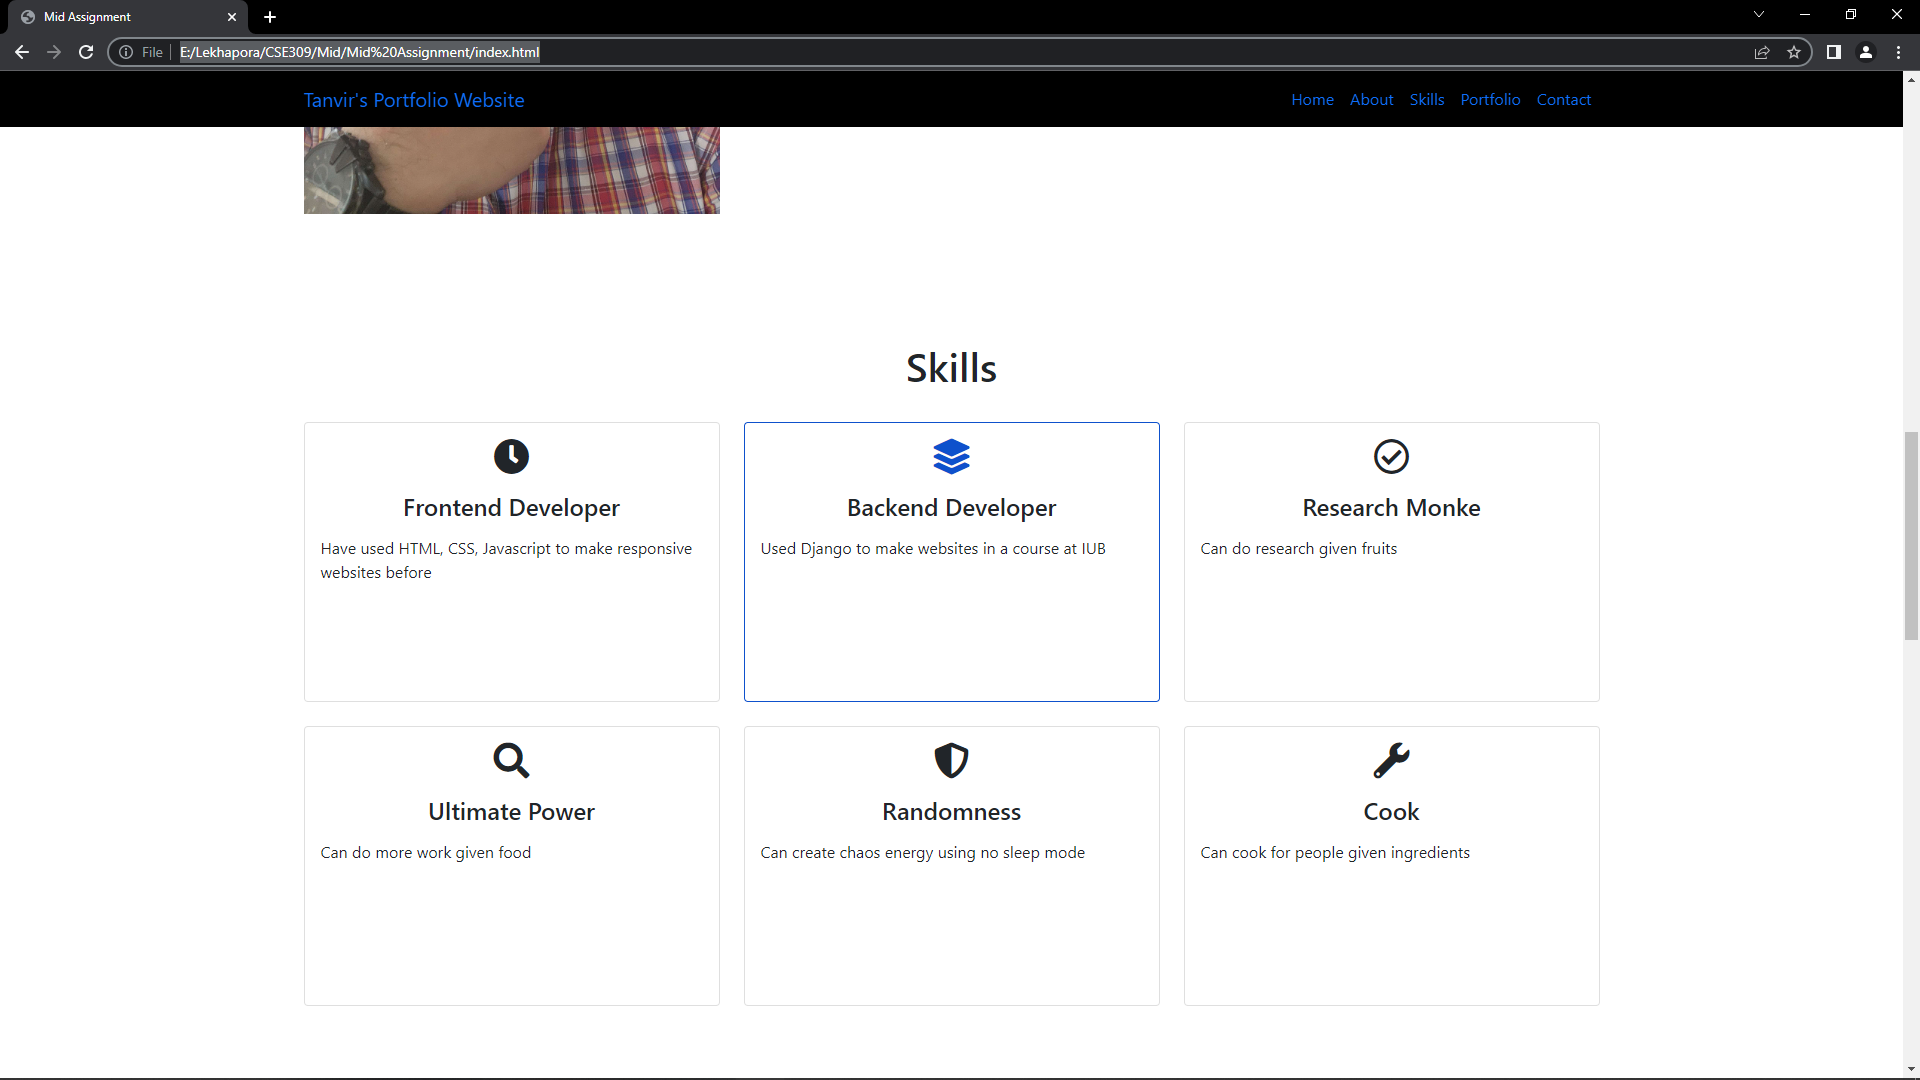 Mid Assignment
File
E:/Lekhapora/CSE309/Mid/Mid%20Assignment/index.html
Tanvir's Portfolio Website
Home About Skills Portfolio Contact
Skills
Frontend Developer
Have used HTML, CSS, Javascript to make responsive
websites before
Backend Developer
Used Django to make websites in a course at IUB
Research Monke
Can do research given fruits
Ultimate Power
Can do more work given food
Randomness
Can create chaos energy using no sleep mode
Cook
Can cook for people given ingredients